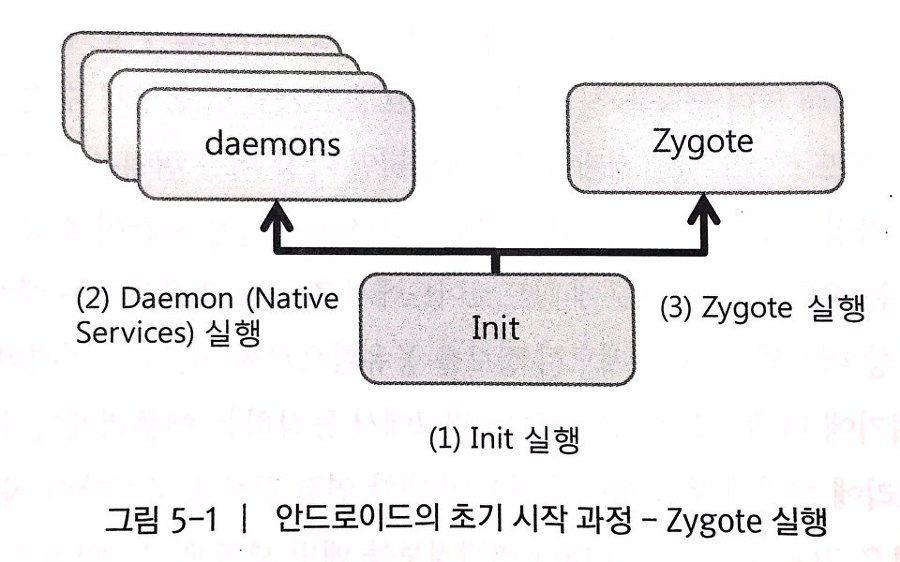 daemons
Zygote
(2) Daemon (Native
Services) 실행
Init
(3) Zygote 실행
(1) Init 실행
그림 5-1 | 안드로이드의 초기 시작 과정 – Zygote 실행